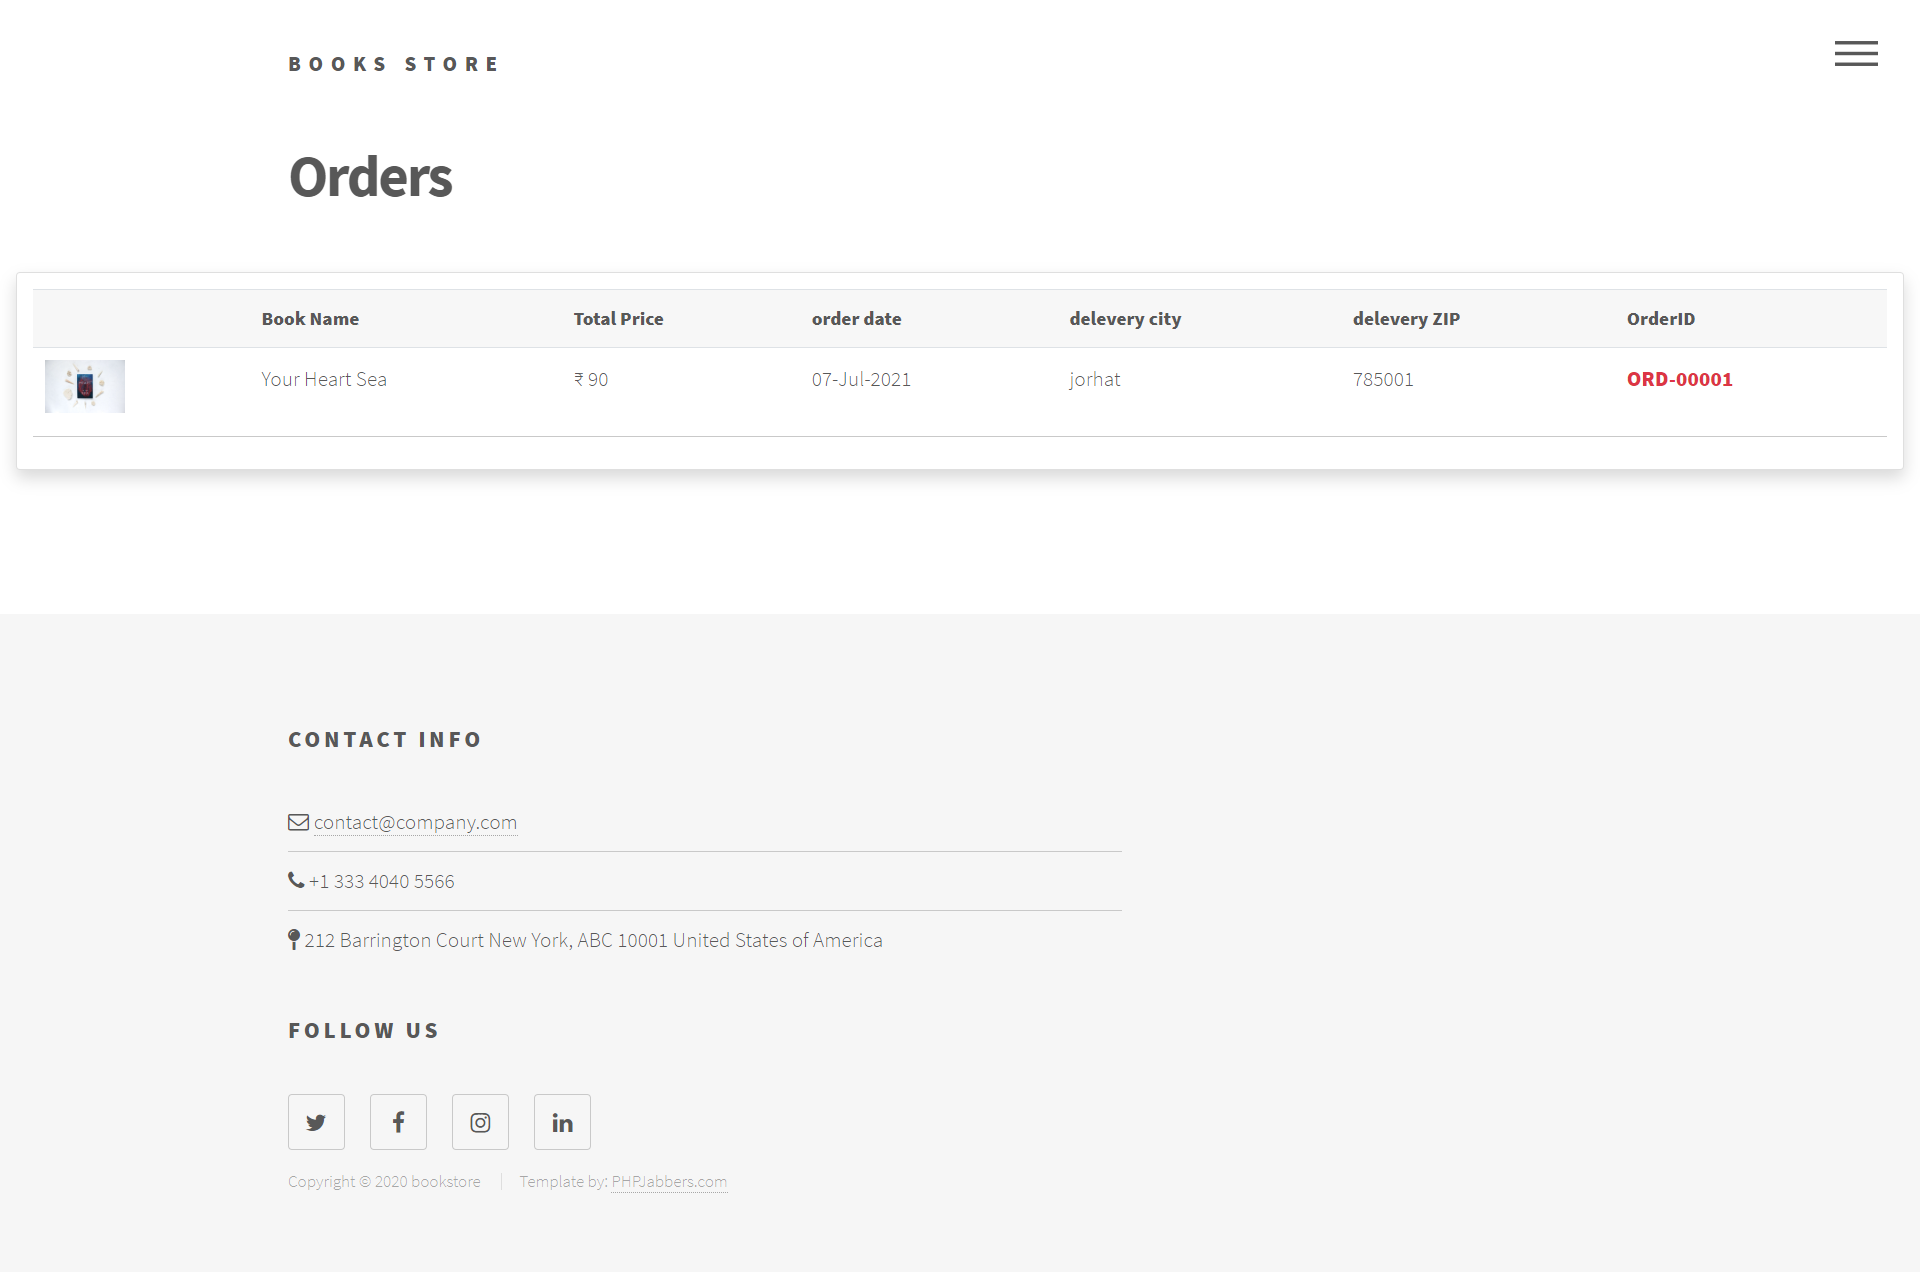 BOOKS STORE
Orders
Book Name Total Price order date delevery city delevery ZIP OrderID
Your Heart Sea ₹ 90 07-Jul-2021 jorhat 785001 ORD-00001
CONTACT INFO
contact@company.com
+1 333 4040 5566
212 Barrington Court New York, ABC 10001 United States of America
FOLLOW US
Copyright © 2020 bookstore Template by: PHPJabbers.com